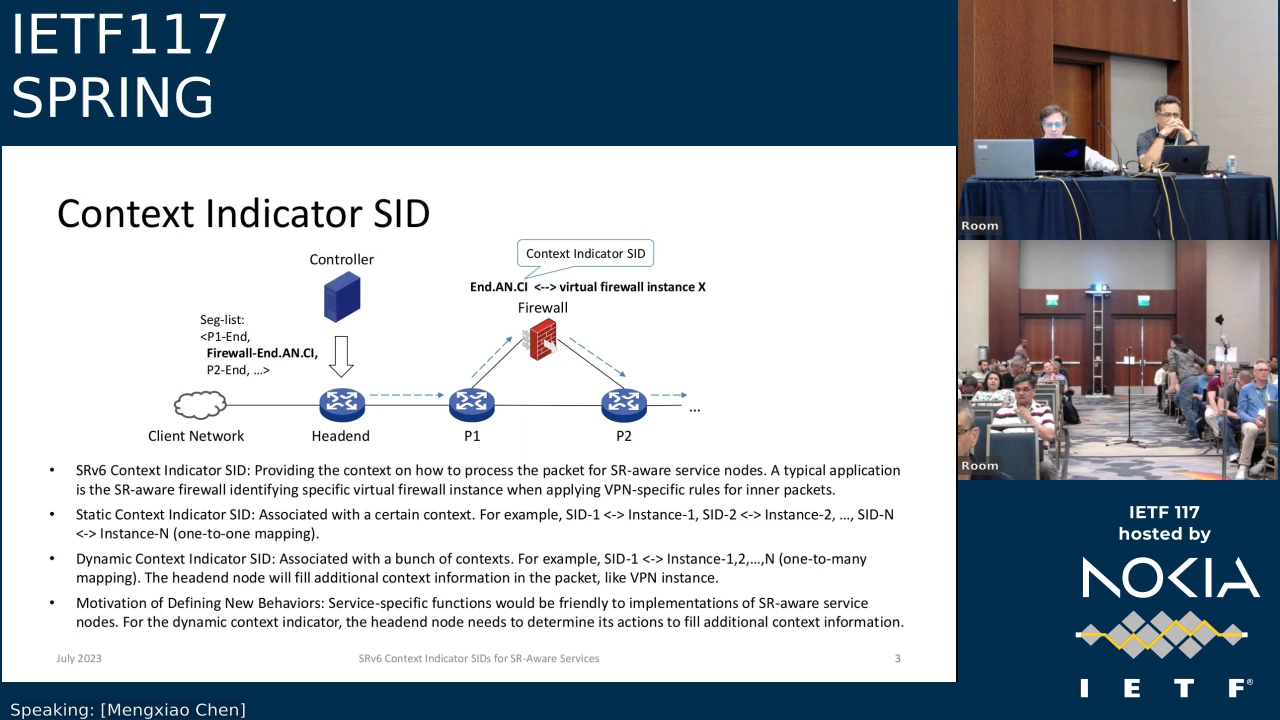 IETF117
SPRING
Context Indicator SID
Controller
Context Indicator SID
End.AN.CI <--> virtual firewall instance X
Firewall
Seg-list:
<P1-End,
Firewall-End.AN.CI,
P2-End, ...>
...
Client Network
Headend
P1
P2
• SRv6 Context Indicator SID: Providing the context on how to process the packet for SR-aware service nodes. A typical application
is the SR-aware firewall identifying specific virtual firewall instance when applying VPN-specific rules for inner packets.
• Static Context Indicator SID: Associated with a certain context. For example, SID-1 <-> Instance-1, SID-2 <-> Instance-2, ..., SID-N
<-> Instance-N (one-to-one mapping).
• Dynamic Context Indicator SID: Associated with a bunch of contexts. For example, SID-1 <-> Instance-1,2,...,N (one-to-many
mapping). The headend node will fill additional context information in the packet, like VPN instance.
• Motivation of Defining New Behaviors: Service-specific functions would be friendly to implementations of SR-aware service
nodes. For the dynamic context indicator, the headend node needs to determine its actions to fill additional context information.
July 2023
SRv6 Context Indicator SIDs for SR-Aware Services
3
Speaking: [Mengxiao Chen]
Room
Room
IETF 117
hosted by
NOKIA
I E T F®